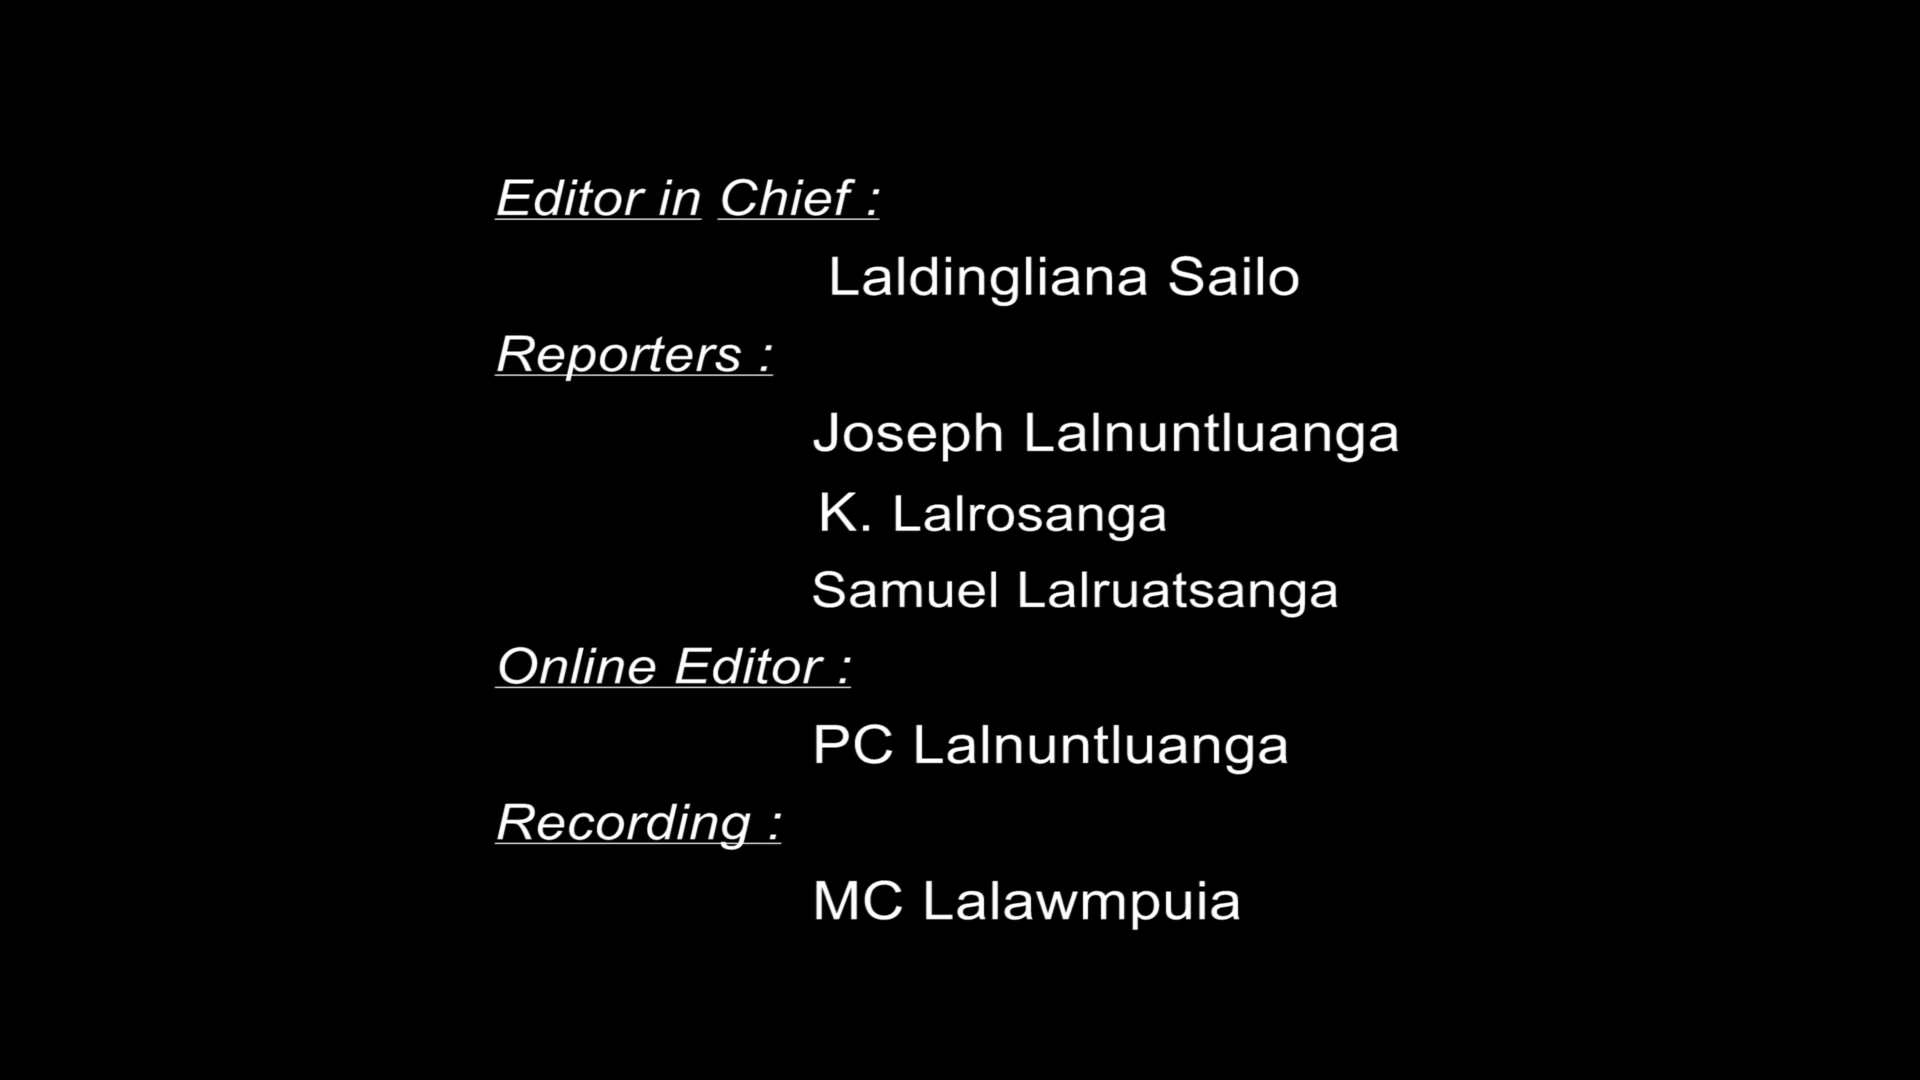 Editor in Chief :
Laldingliana Sailo
Reporters :
Joseph Lalnuntluanga
K. Lalrosanga
Samuel Lalruatsanga
Online Editor :
PC Lalnuntluanga
Recording :
MC Lalawmpuia